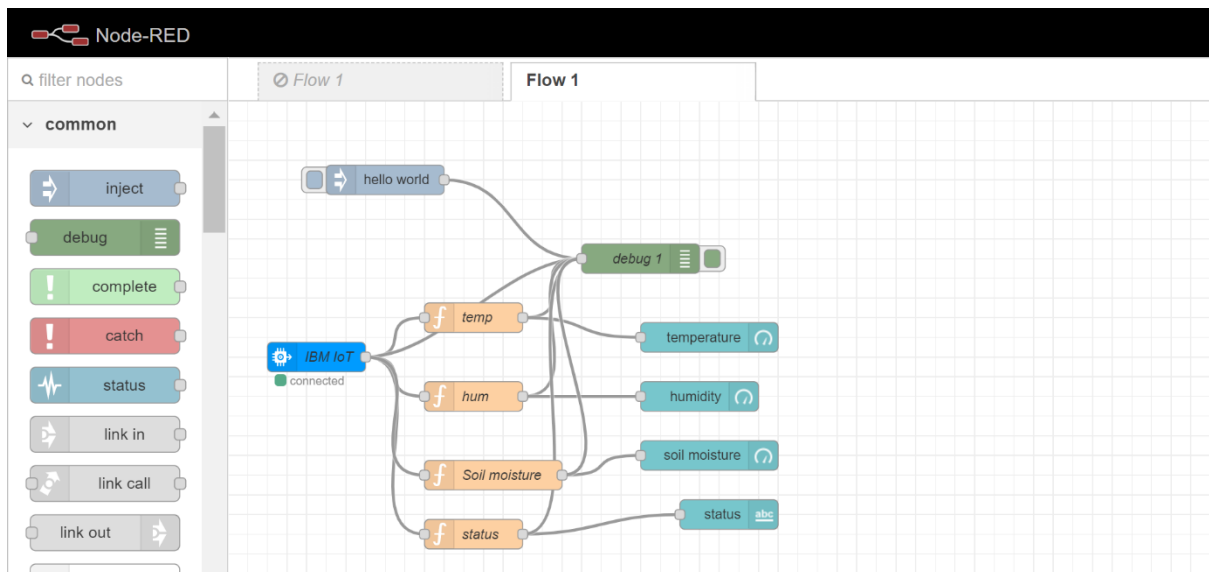 Node-RED
filter nodes
Flow 1
Flow 1
common
inject
debug
complete
catch
status
link in
link call
link out
hello world
debug 1
temp
temperature
IBM IoT
connected
hum
humidity
Soil moisture
soil moisture
status
status
abc